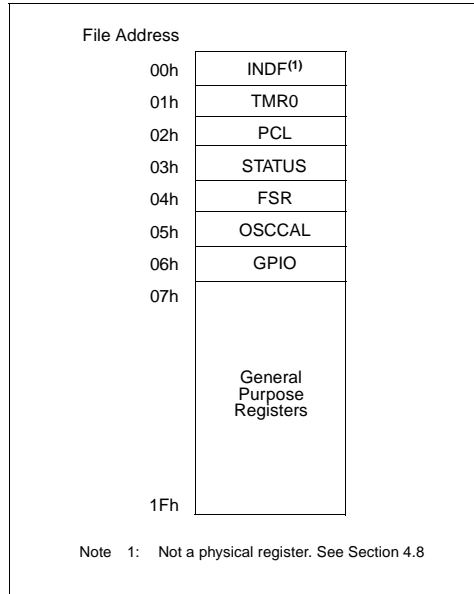 File Address
00h INDF(1)
01h TMR0
02h PCL
03h STATUS
04h FSR
05h OSCCAL
06h GPIO
07h
General
Purpose
Registers
1Fh
Note 1: Not a physical register. See Section 4.8